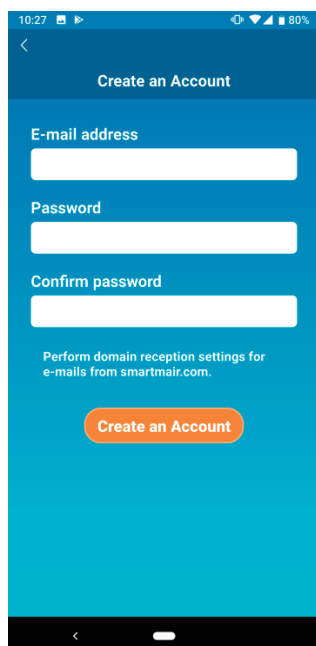 10:27 80%
Create an Account
E-mail address
Password
Confirm password
Perform domain reception settings for
e-mails from smartmair.com.
Create an Account